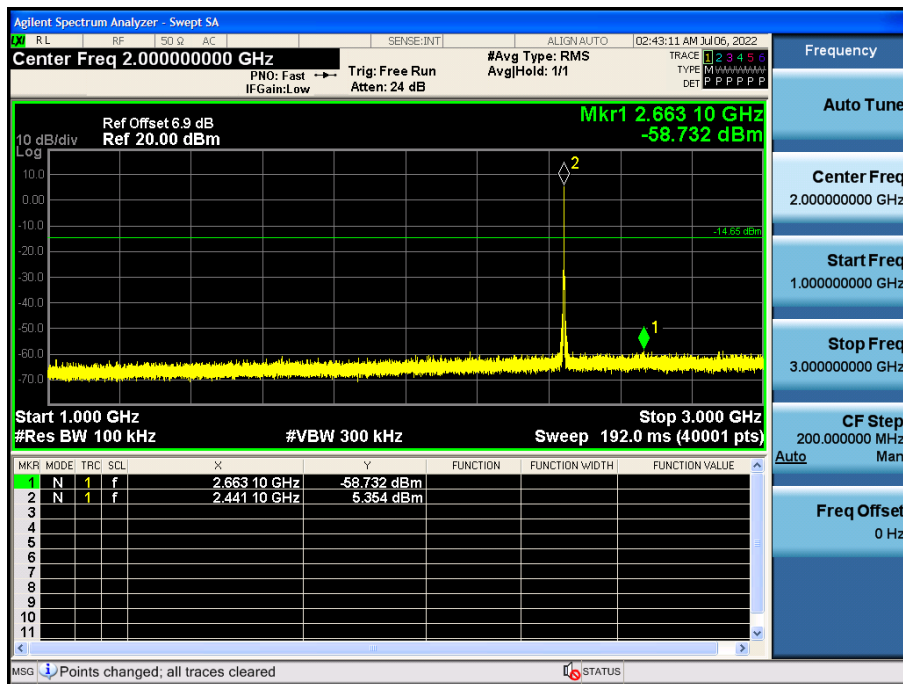 Agilent Spectrum Analyzer - Swept SA
LXI RL RF 50 Ω AC SENSE:INT ALIGN AUTO 02:43:11 AM Jul 06, 2022
Center Freq 2.000000000 GHz
#Avg Type: RMS
TRACE 1 2 3 4 5 6
PNO: Fast Trig: Free Run Avg|Hold: 1/1
TYPE M W W W W W
IFGain:Low Atten: 24 dB
DET P P P P P P
Mkr1 2.663 10 GHz
-58.732 dBm
Ref Offset 6.9 dB
10 dB/div Ref 20.00 dBm
Log
10.0
0.00
-10.0
-20.0
-30.0
-40.0
-50.0
-60.0
-70.0
2
-14.65 dBm
1
Start 1.000 GHz Stop 3.000 GHz
#Res BW 100 kHz #VBW 300 kHz Sweep 192.0 ms (40001 pts)
MKR MODE TRC SCL X Y FUNCTION FUNCTION WIDTH FUNCTION VALUE
1 N 1 f 2.663 10 GHz -58.732 dBm
2 N 1 f 2.441 10 GHz 5.354 dBm
3
4
5
6
7
8
9
10
11
MSG Points changed; all traces cleared STATUS
Frequency
Auto Tune
Center Freq
2.000000000 GHz
Start Freq
1.000000000 GHz
Stop Freq
3.000000000 GHz
CF Step
200.000000 MHz
Auto Man
Freq Offset
0 Hz